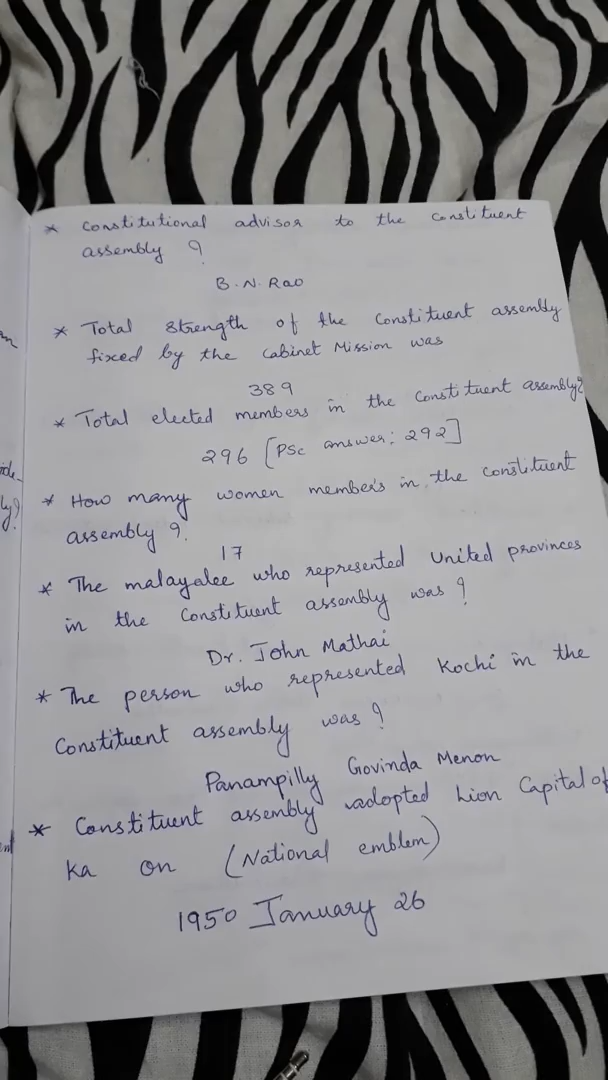 * Constitutional advisor to the Constituent
assembly ?
B.N. Rao
* Total strength of the Constituent assembly
fixed by the Cabinet Mission was
389
* Total elected members in the Constituent assembly?
296 [PSC answer: 292]
* How many women members in the constituent
assembly ?
17
* The malayalee who represented United provinces
in the Constituent assembly was ?
Dr. John Mathai
* The person who represented Kochi in the
Constituent assembly was ?
Panampilly Govinda Menon
* Constituent assembly adopted Lion Capital of
ka on (National emblem)
1950 January 26